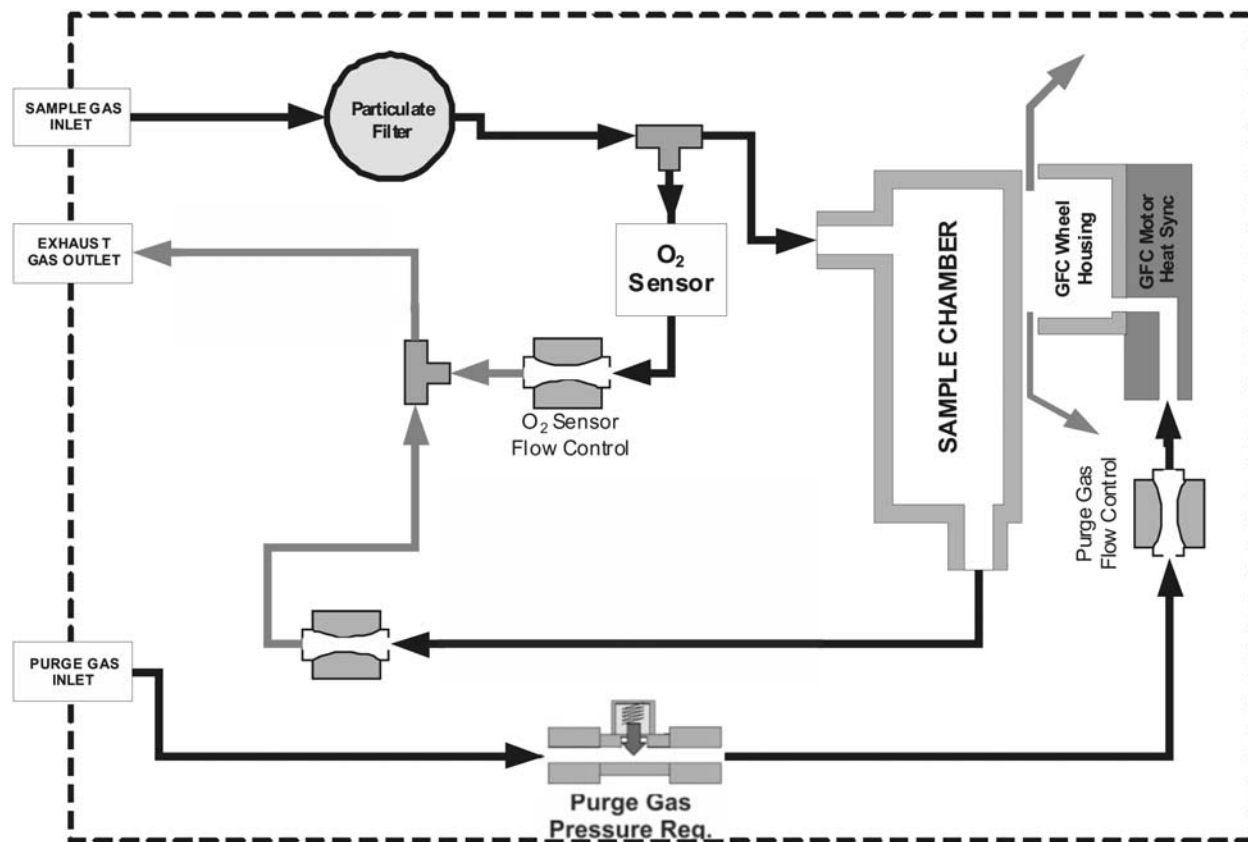 SAMPLE GAS
INLET
Particulate
Filter
EXHAUST
GAS OUTLET
O₂
Sensor
SAMPLE CHAMBER
GFC Wheel
Housing
GFC Motor
Heat Sync
O₂ Sensor
Flow Control
Purge Gas
Flow Control
PURGE GAS
INLET
Purge Gas
Pressure Reg.